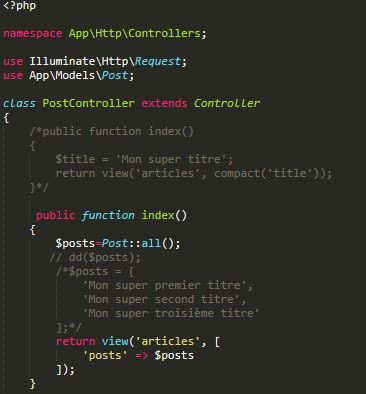 <?php
namespace App\Http\Controllers;
use Illuminate\Http\Request;
use App\Models\Post;
class PostController extends Controller
{
/*public function index()
{
$title = 'Mon super titre';
return view('articles', compact('title'));
}*/
public function index()
{
$posts=Post::all();
// dd($posts);
/*$posts = [
'Mon super premier titre',
'Mon super second titre',
'Mon super troisième titre'
];*/
return view('articles', [
'posts' => $posts
]);
}